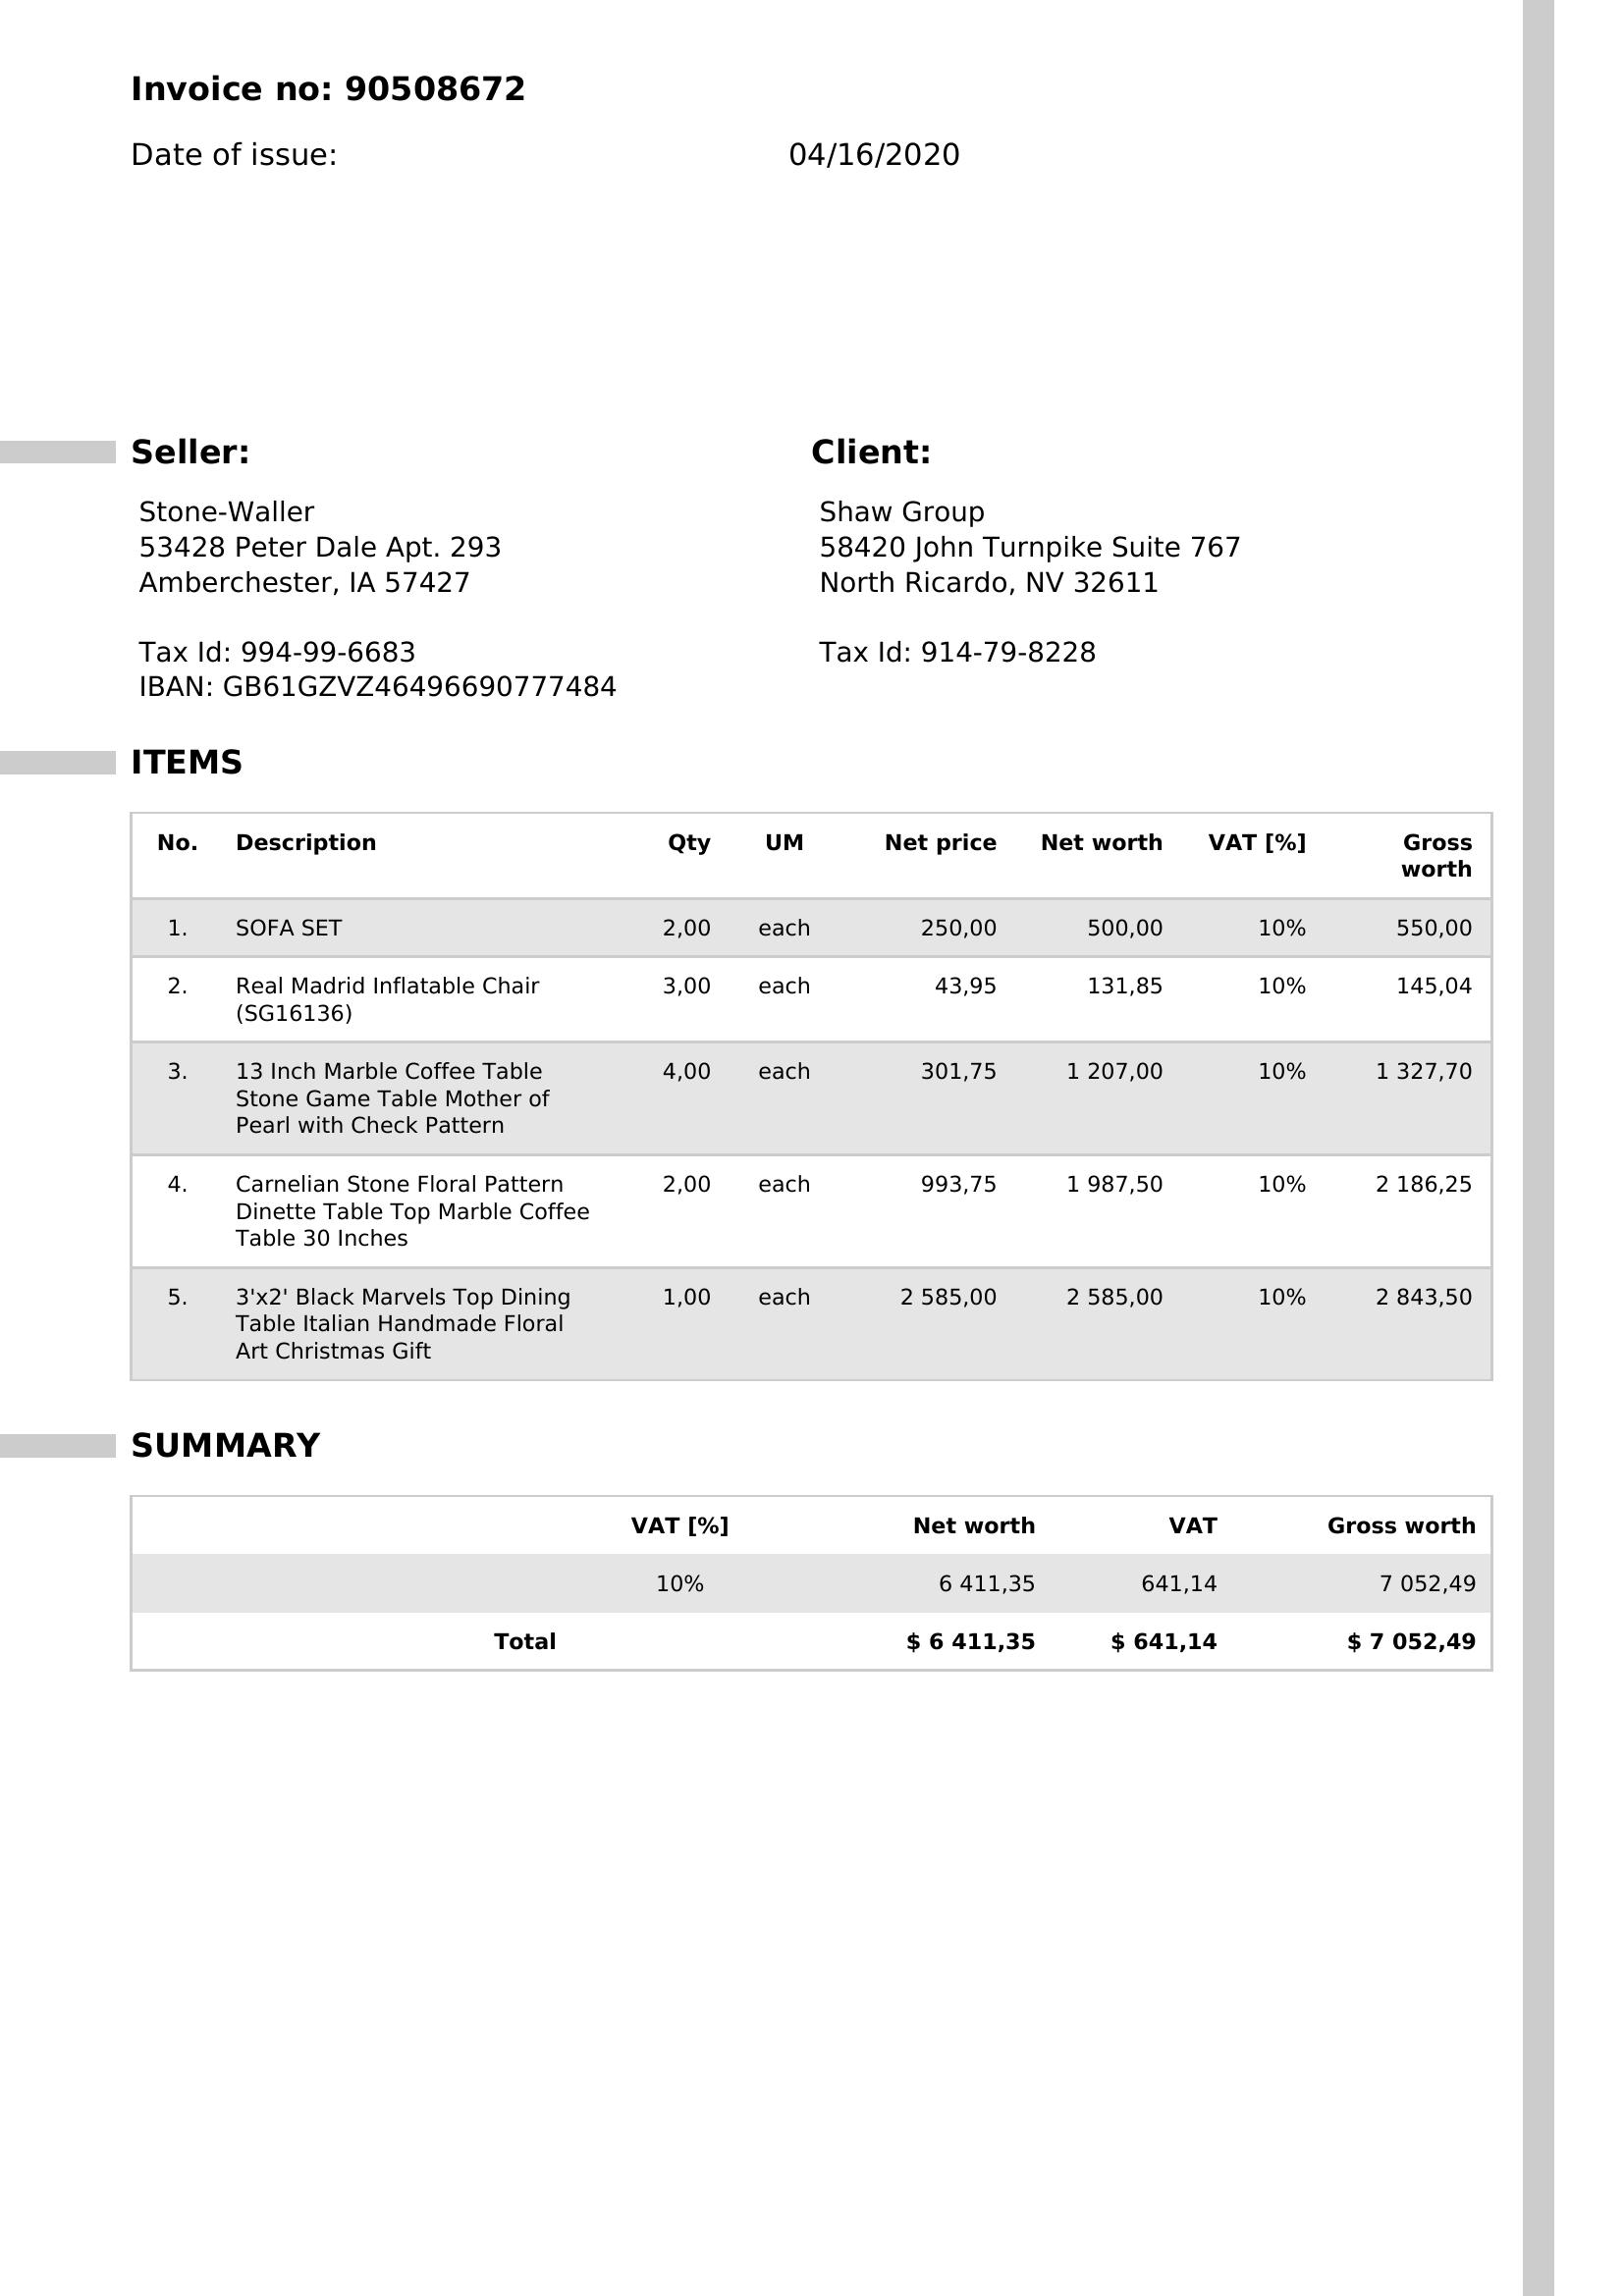 Invoice no: 90508672
Date of issue: 04/16/2020
Seller:
Stone-Waller
53428 Peter Dale Apt. 293
Amberchester, IA 57427
Tax Id: 994-99-6683
IBAN: GB61GZVZ46496690777484
Client:
Shaw Group
58420 John Turnpike Suite 767
North Ricardo, NV 32611
Tax Id: 914-79-8228
ITEMS
No. Description Qty UM Net price Net worth VAT [%] Gross
worth
1. SOFA SET 2,00 each 250,00 500,00 10% 550,00
2. Real Madrid Inflatable Chair 3,00 each 43,95 131,85 10% 145,04
(SG16136)
3. 13 Inch Marble Coffee Table 4,00 each 301,75 1 207,00 10% 1 327,70
Stone Game Table Mother of
Pearl with Check Pattern
4. Carnelian Stone Floral Pattern 2,00 each 993,75 1 987,50 10% 2 186,25
Dinette Table Top Marble Coffee
Table 30 Inches
5. 3'x2' Black Marvels Top Dining 1,00 each 2 585,00 2 585,00 10% 2 843,50
Table Italian Handmade Floral
Art Christmas Gift
SUMMARY
VAT [%] Net worth VAT Gross worth
10% 6 411,35 641,14 7 052,49
Total $ 6 411,35 $ 641,14 $ 7 052,49